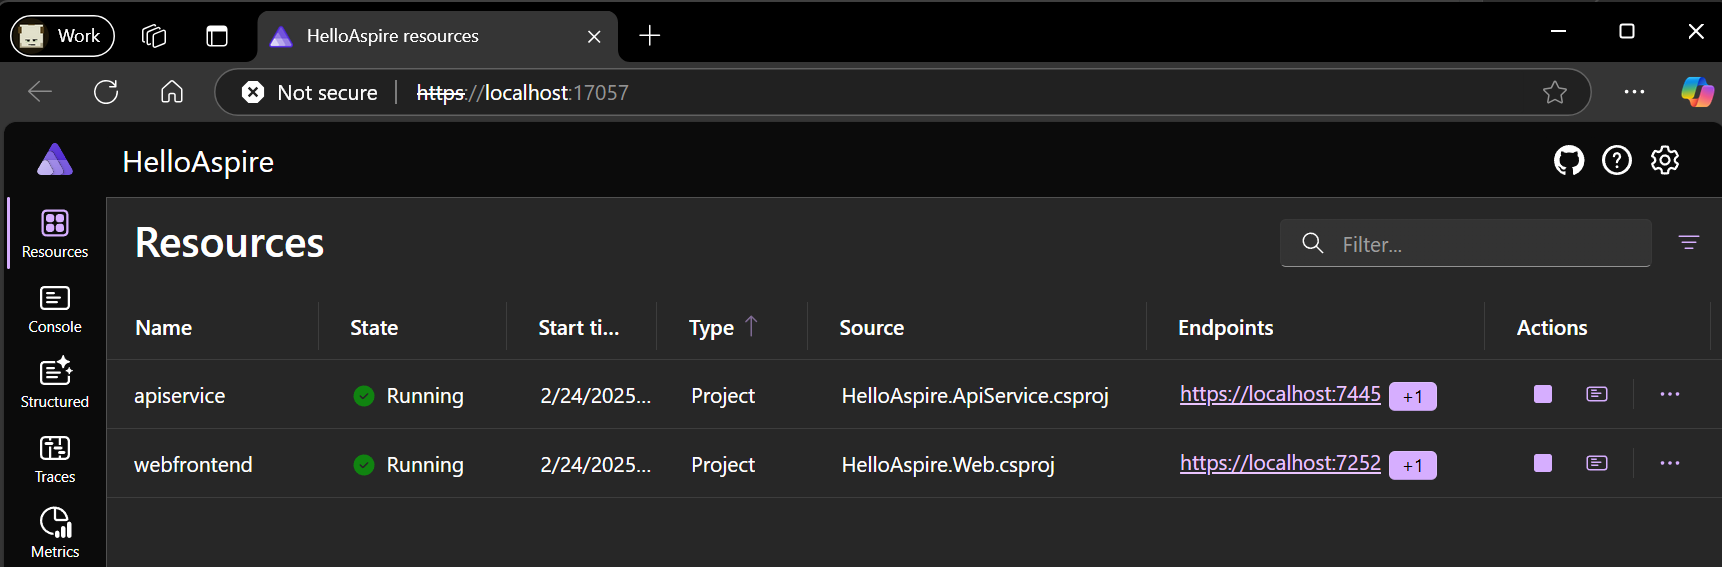 Work
HelloAspire resources
Not secure https://localhost:17057
HelloAspire
Resources
Console
Structured
Traces
Metrics
Resources
Filter...
Name State Start ti... Type Source Endpoints Actions
apiservice Running 2/24/2025... Project HelloAspire.ApiService.csproj https://localhost:7445 +1
webfrontend Running 2/24/2025... Project HelloAspire.Web.csproj https://localhost:7252 +1